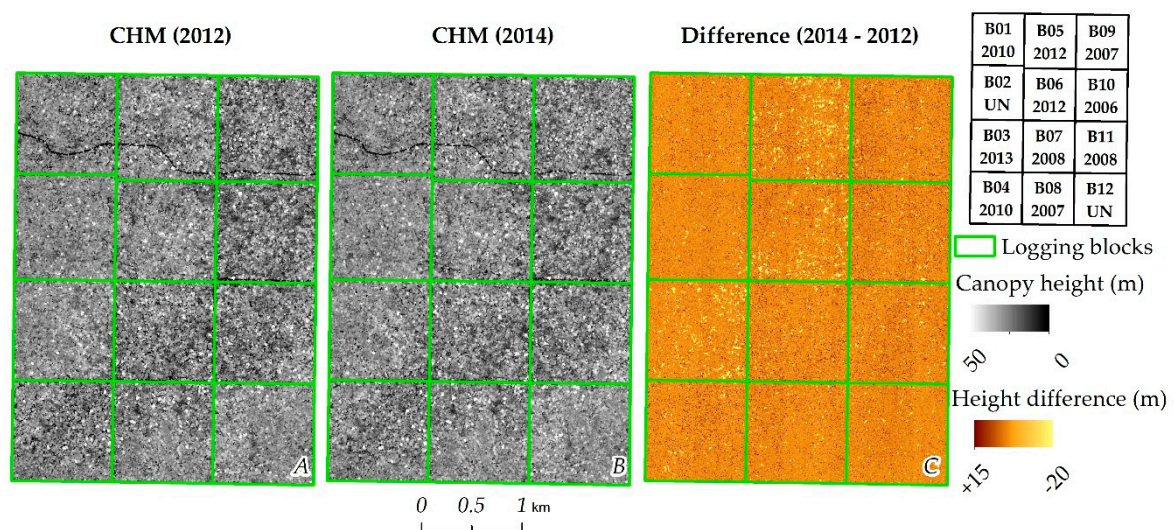 CHM (2012)
CHM (2014)
Difference (2014 - 2012)
B01 B05 B09
2010 2012 2007
B02 B06 B10
UN 2012 2006
B03 B07 B11
2013 2008 2008
B04 B08 B12
2010 2007 UN
Logging blocks
Canopy height (m)
50 0
Height difference (m)
+15 -20
A B C
0 0.5 1 km